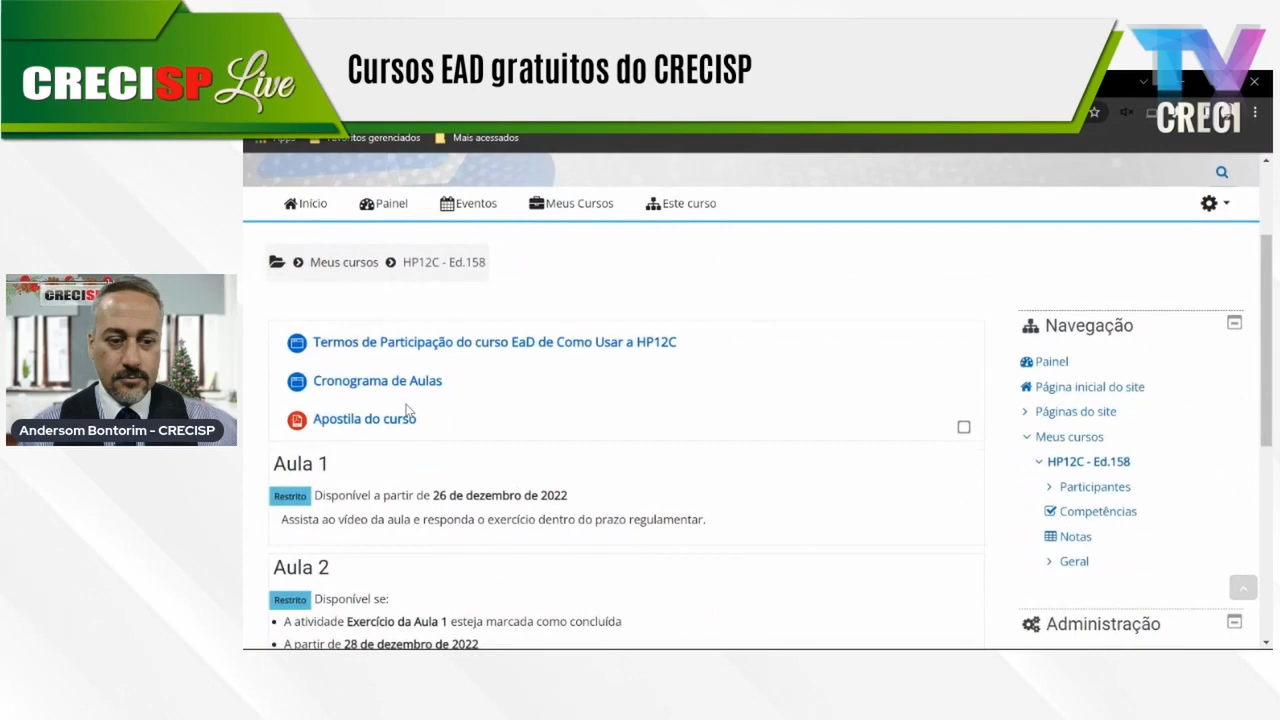 CRECISP Live
Cursos EAD gratuitos do CRECISP
TV
CRECI
Apps Favoritos gerenciados Mais acessados
Início Painel Eventos Meus Cursos Este curso
Meus cursos HP12C - Ed.158
Termos de Participação do curso EaD de Como Usar a HP12C
Cronograma de Aulas
Apostila do curso
Aula 1
Restrito Disponível a partir de 26 de dezembro de 2022
Assista ao vídeo da aula e responda o exercício dentro do prazo regulamentar.
Aula 2
Restrito Disponível se:
• A atividade Exercício da Aula 1 esteja marcada como concluída
• A partir de 28 de dezembro de 2022
Navegação
Painel
Página inicial do site
Páginas do site
Meus cursos
HP12C - Ed.158
Participantes
Competências
Notas
Geral
Administração
CRECIS
Andersom Bontorim - CRECISP